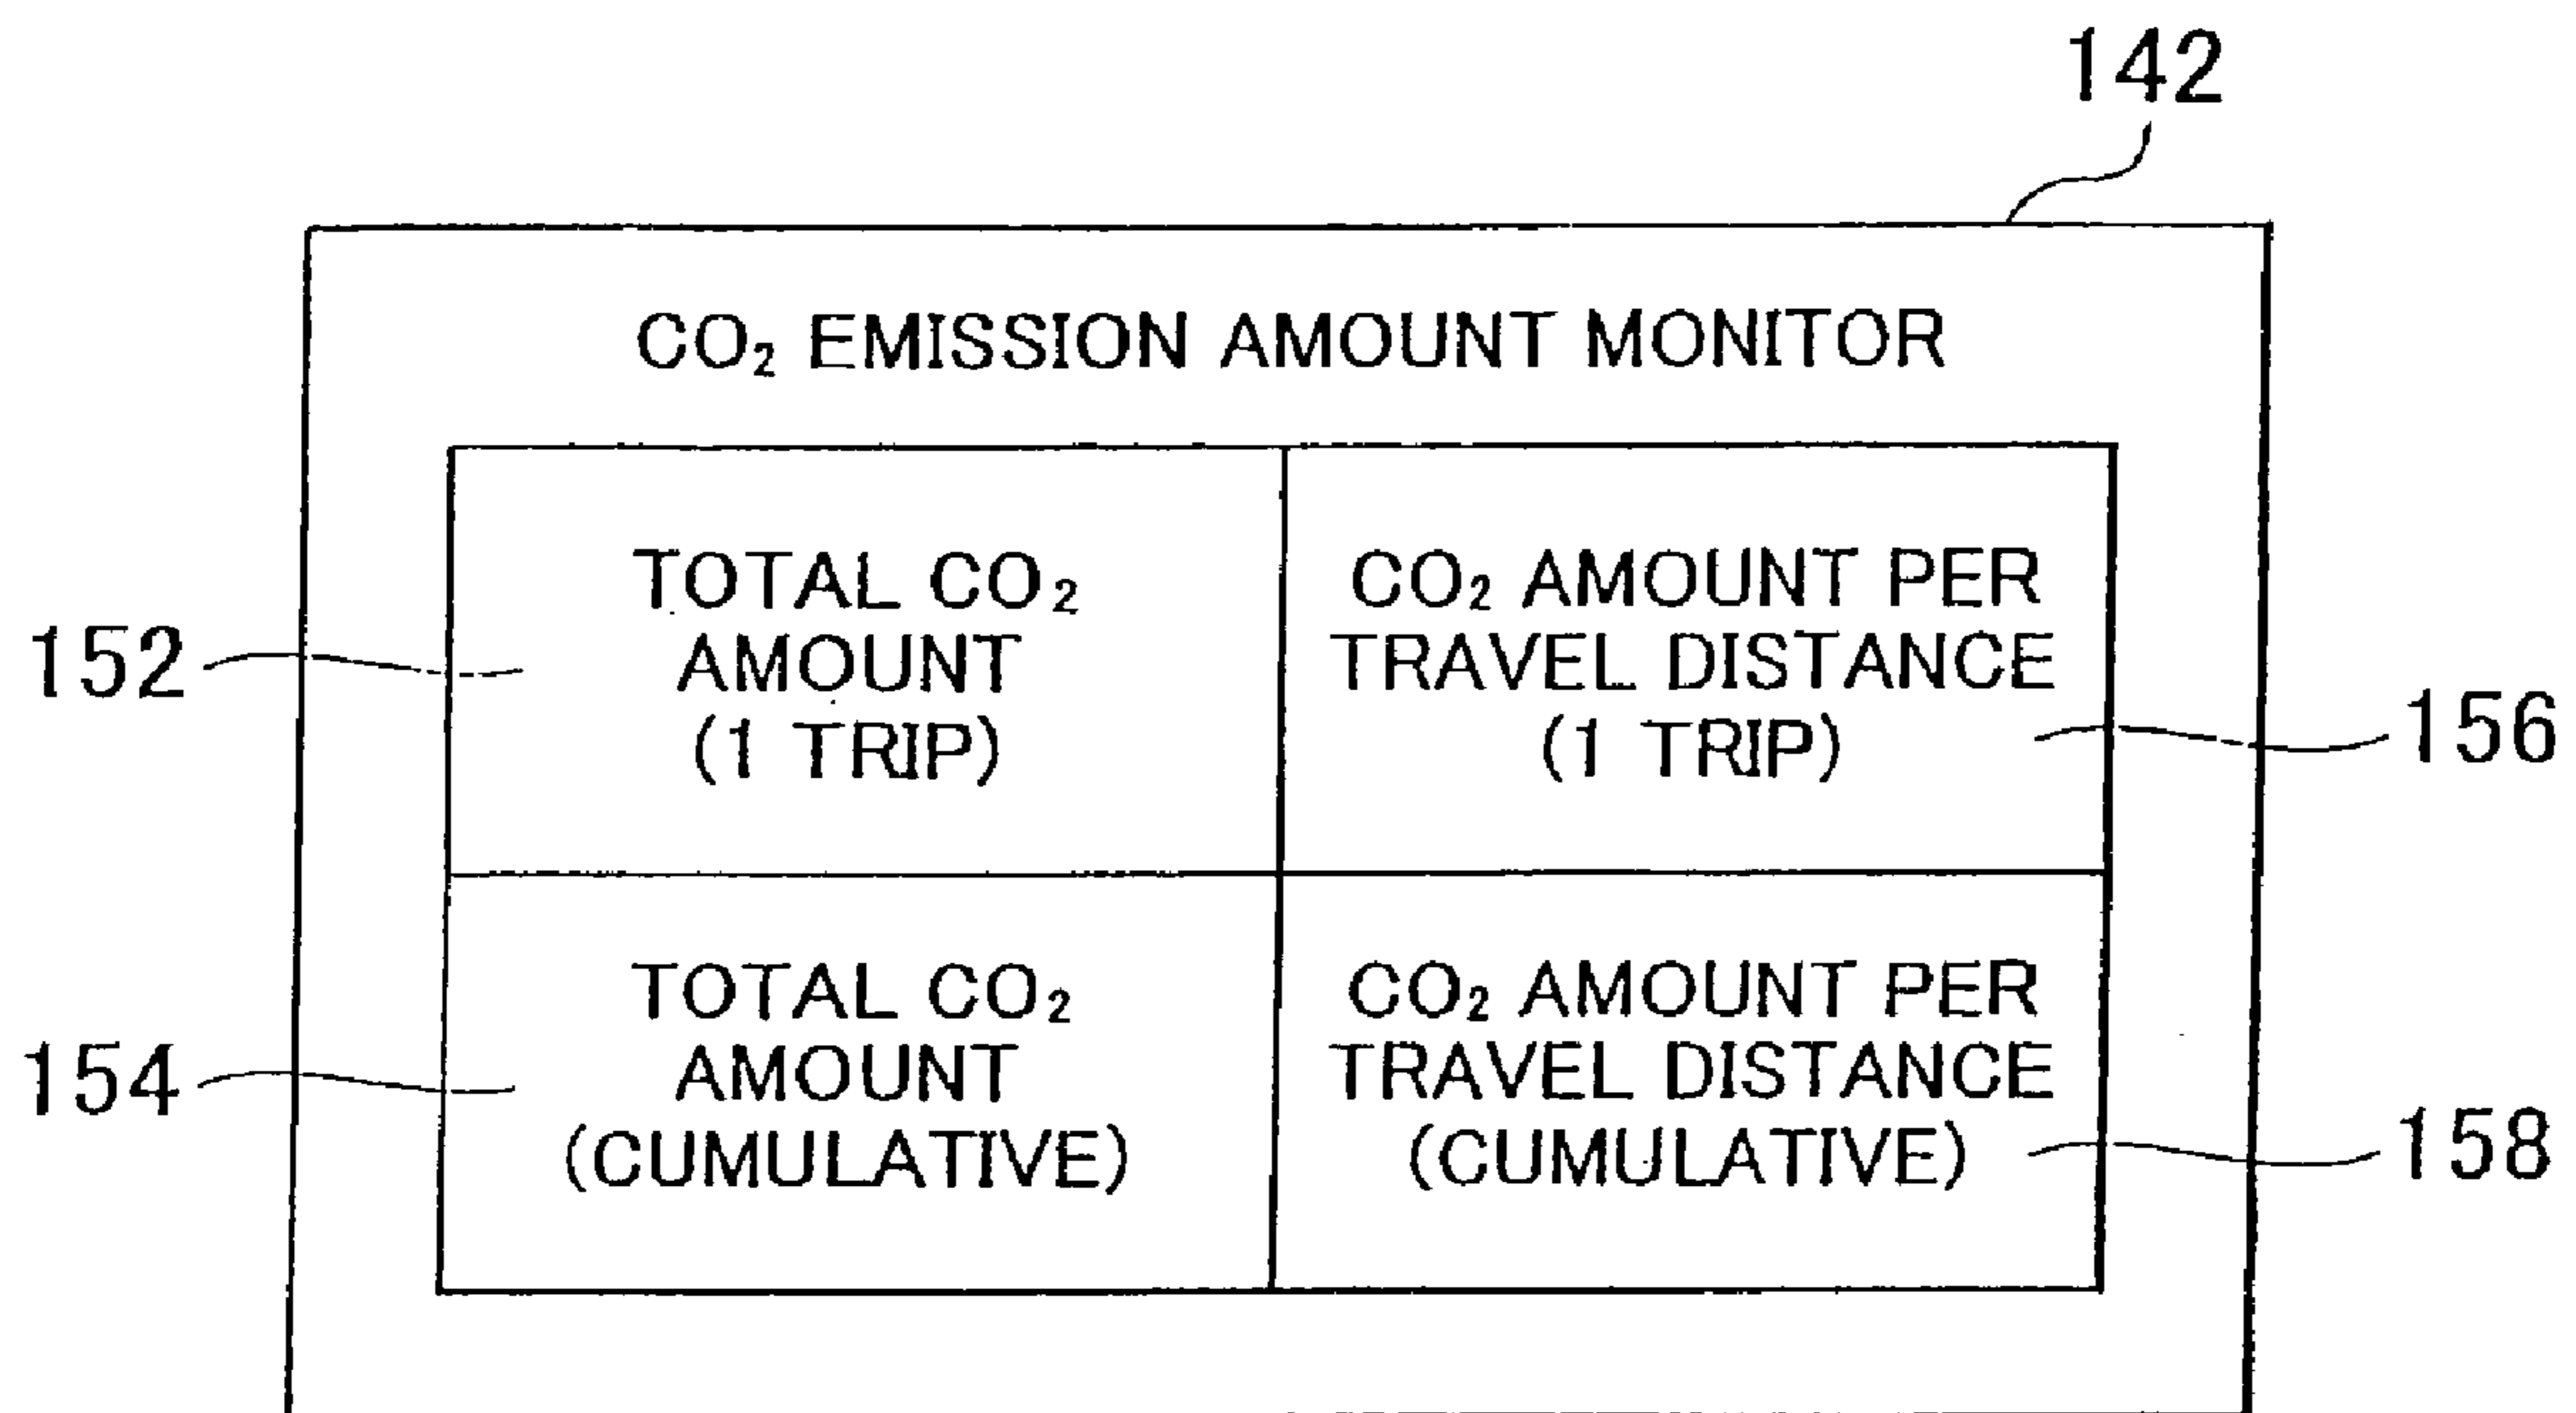 142
CO₂ EMISSION AMOUNT MONITOR
TOTAL CO₂
AMOUNT
(1 TRIP)
152
CO₂ AMOUNT PER
TRAVEL DISTANCE
(1 TRIP)
156
TOTAL CO₂
AMOUNT
(CUMULATIVE)
154
CO₂ AMOUNT PER
TRAVEL DISTANCE
(CUMULATIVE)
158